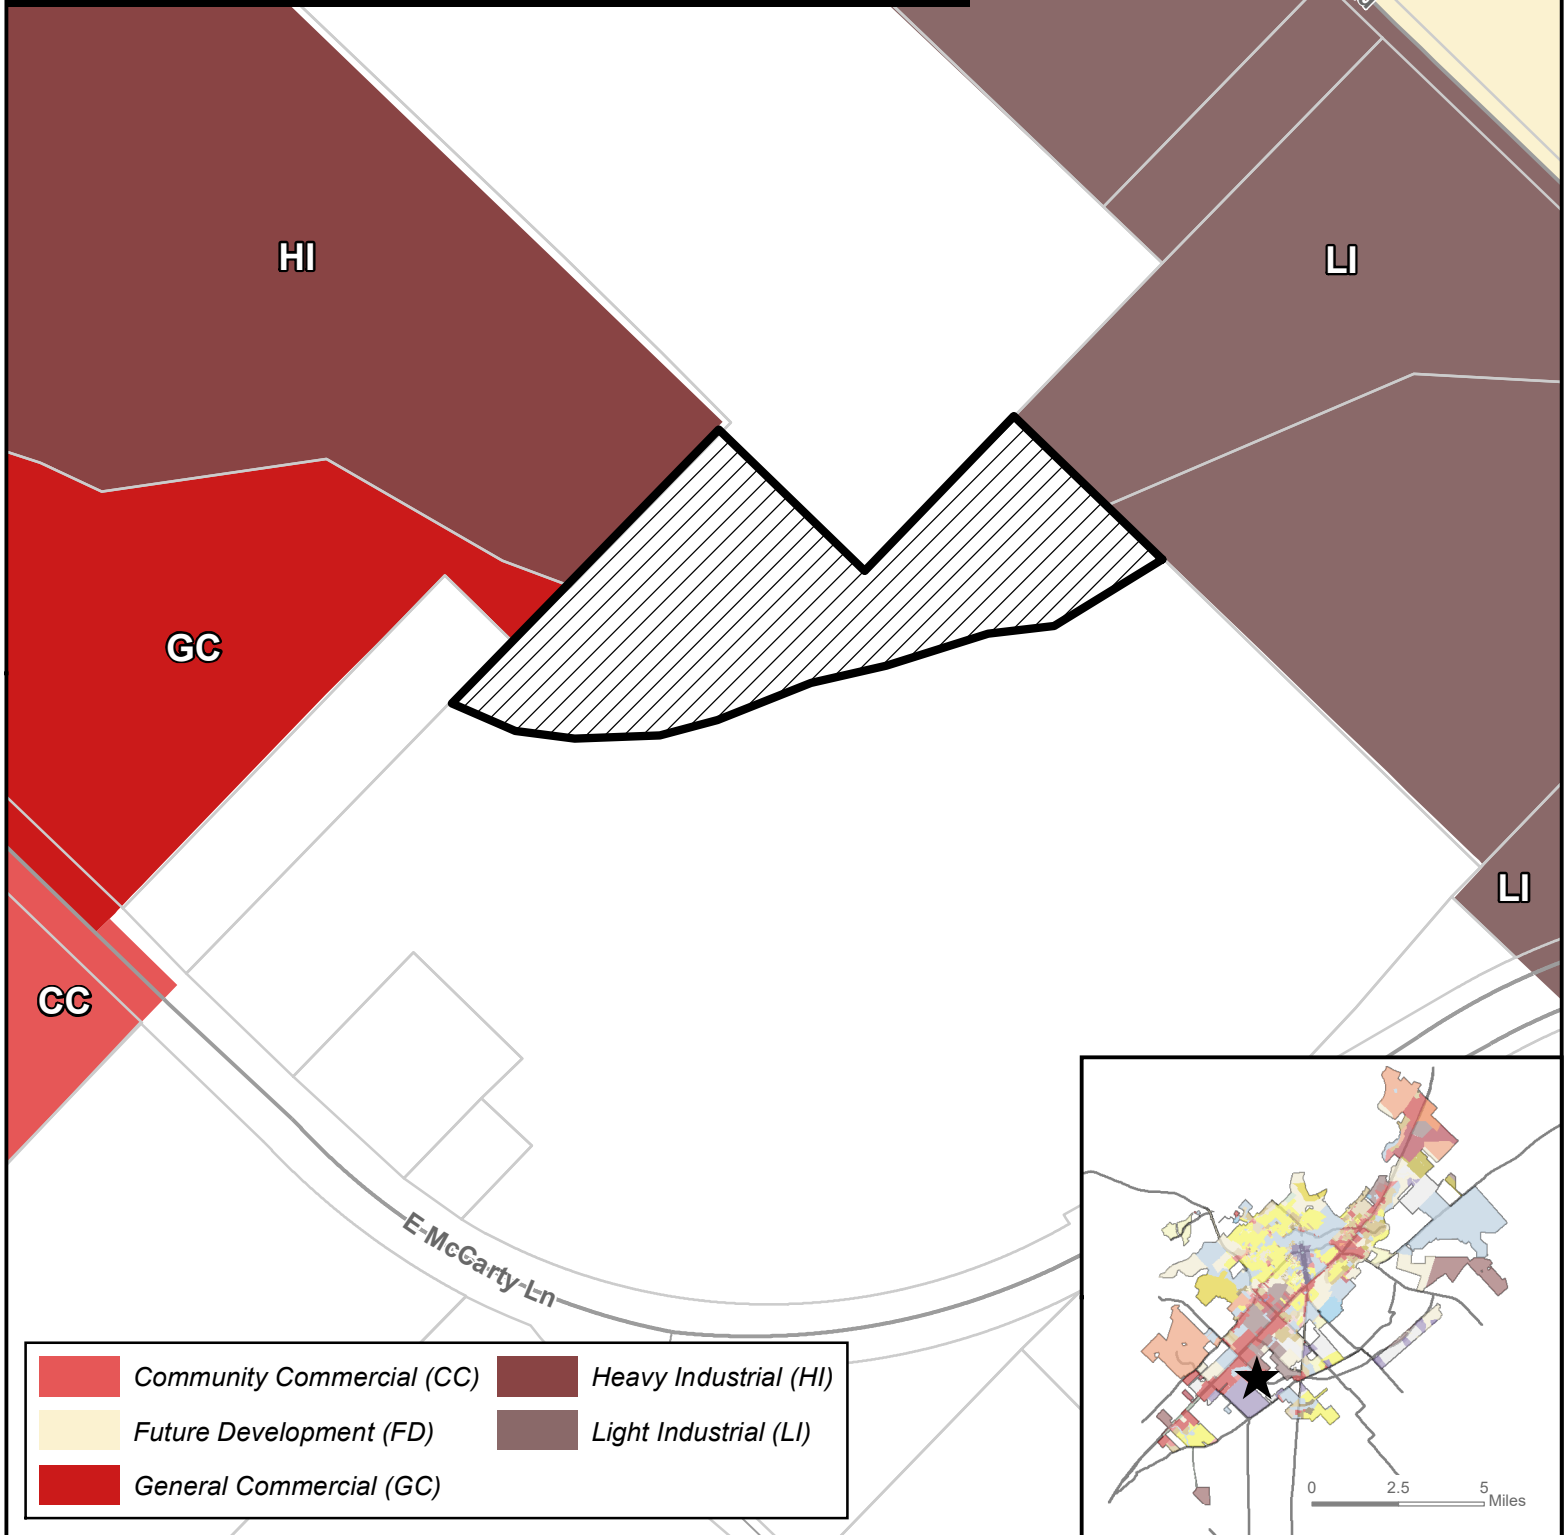 HI
LI
GC
LI
CC
E McCarty Ln
Community Commercial (CC)
Heavy Industrial (HI)
Future Development (FD)
Light Industrial (LI)
General Commercial (GC)
0 2.5 5
Miles